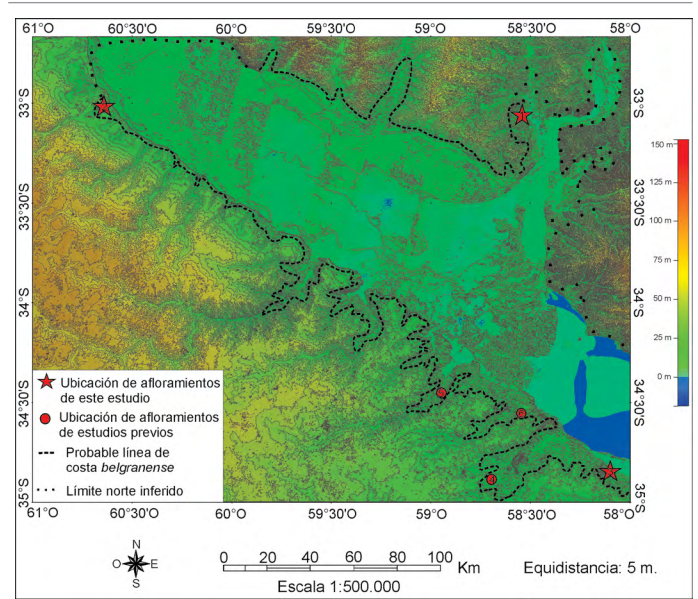 61°O 60°30'O 60°O 59°30'O 59°O 58°30'O 58°O
33°S
33°30'S
34°S
34°30'S
35°S
33°S
33°30'S
34°S
34°30'S
35°S
150 m
125 m
100 m
75 m
50 m
25 m
0 m
Ubicación de afloramientos
de este estudio
Ubicación de afloramientos
de estudios previos
Probable línea de
costa belgranense
Límite norte inferido
61°O 60°30'O 60°O 59°30'O 59°O 58°30'O 58°O
N
O E
S
0 20 40 60 80 100 Km
Escala 1:500.000
Equidistancia: 5 m.